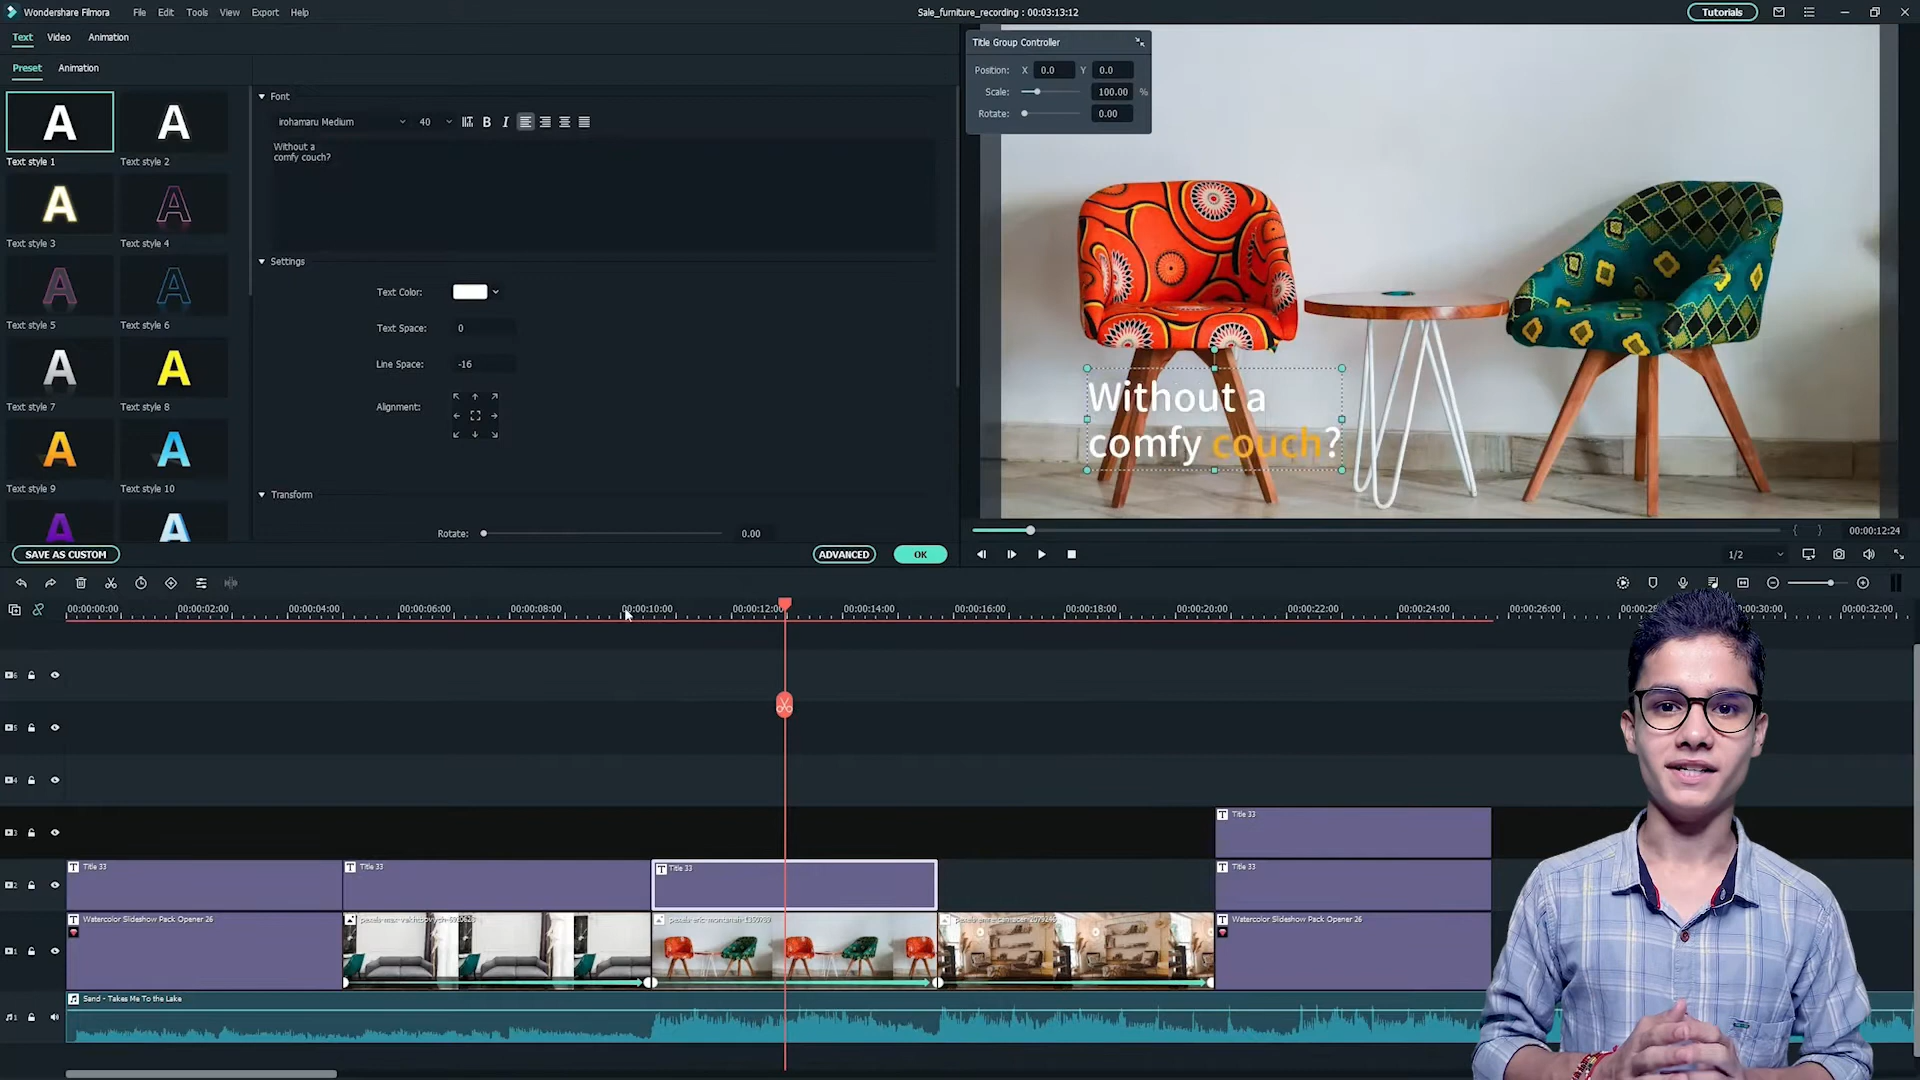 Wondershare Filmora File Edit Tools View Export Help
Sale_furniture_recording : 00:03:13:12
Tutorials
Text Video Animation
Preset Animation
A A
Text style 1 Text style 2
A A
Text style 3 Text style 4
A A
Text style 5 Text style 6
A A
Text style 7 Text style 8
A A
Text style 9 Text style 10
A A
SAVE AS CUSTOM
Font
irohamaru Medium 40 B I
Without a
comfy couch?
Settings
Text Color:
Text Space: 0
Line Space: -16
Alignment:
Transform
Rotate: 0.00
ADVANCED OK
Title Group Controller
Position: X 0.0 Y 0.0
Scale: 100.00 %
Rotate: 0.00
Without a
comfy couch?
00:00:12:24
1/2
00:00:00:00 00:00:02:00 00:00:04:00 00:00:06:00 00:00:08:00 00:00:10:00 00:00:12:00 00:00:14:00 00:00:16:00 00:00:18:00 00:00:20:00 00:00:22:00 00:00:24:00 00:00:26:00 00:00:30:00 00:00:32:00
6
5
4
3 T Title 33
2 T Title 33 T Title 33 T Title 33 T Title 33
T Watercolor Slideshow Pack Opener 26 T Watercolor Slideshow Pack Opener 26
1
Sand - Takes Me To the Lake
1